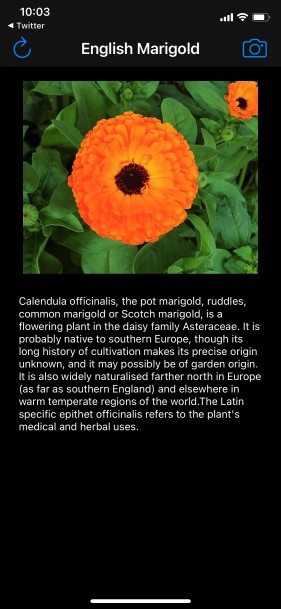 10:03
◀ Twitter
English Marigold
Calendula officinalis, the pot marigold, ruddles,
common marigold or Scotch marigold, is a
flowering plant in the daisy family Asteraceae. It is
probably native to southern Europe, though its
long history of cultivation makes its precise origin
unknown, and it may possibly be of garden origin.
It is also widely naturalised farther north in Europe
(as far as southern England) and elsewhere in
warm temperate regions of the world.The Latin
specific epithet officinalis refers to the plant's
medical and herbal uses.